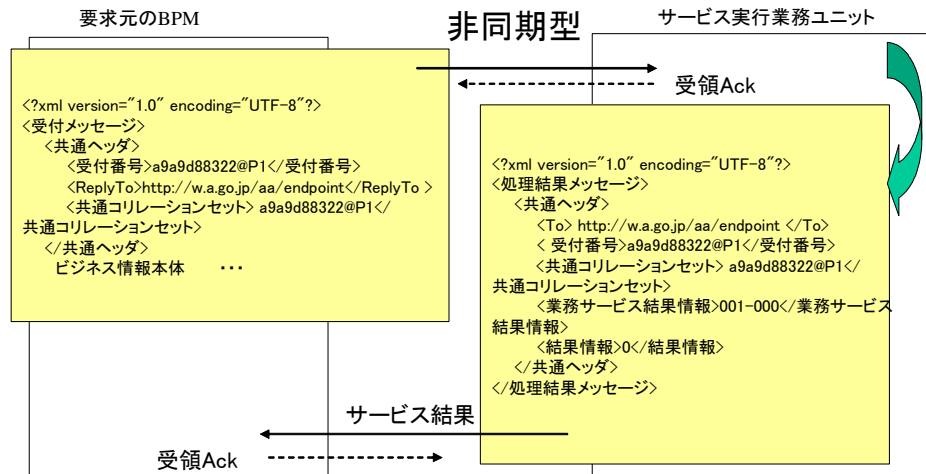 要求元のBPM
非同期型
サービス実行業務ユニット
受領Ack
<?xml version="1.0" encoding="UTF-8"?>
<受付メッセージ>
<共通ヘッダ>
<受付番号>a9a9d88322@P1</受付番号>
<ReplyTo>http://w.a.go.jp/aa/endpoint</ReplyTo >
<共通コリレーションセット> a9a9d88322@P1</
共通コリレーションセット>
</共通ヘッダ>
ビジネス情報本体 ・・・
<?xml version="1.0" encoding="UTF-8"?>
<処理結果メッセージ>
<共通ヘッダ>
<To> http://w.a.go.jp/aa/endpoint </To>
< 受付番号>a9a9d88322@P1</受付番号>
<共通コリレーションセット> a9a9d88322@P1</
共通コリレーションセット>
<業務サービス結果情報>001-000</業務サービス
結果情報>
<結果情報>0</結果情報>
</共通ヘッダ>
</処理結果メッセージ>
サービス結果
受領Ack